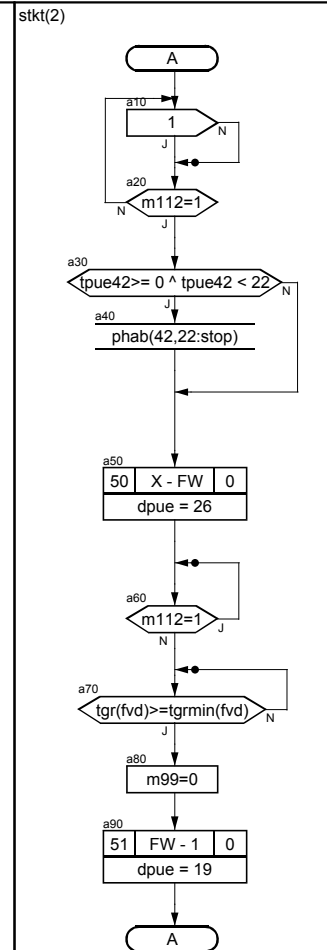 stkt(2)
A
a10
1
N
J
a20
m112=1
N
J
a30
tpue42>= 0 ^ tpue42 < 22
N
J
a40
phab(42,22:stop)
a50
50 X - FW 0
dpue = 26
a60
m112=1
J
N
a70
tgr(fvd)>=tgrmin(fvd)
N
J
a80
m99=0
a90
51 FW - 1 0
dpue = 19
A